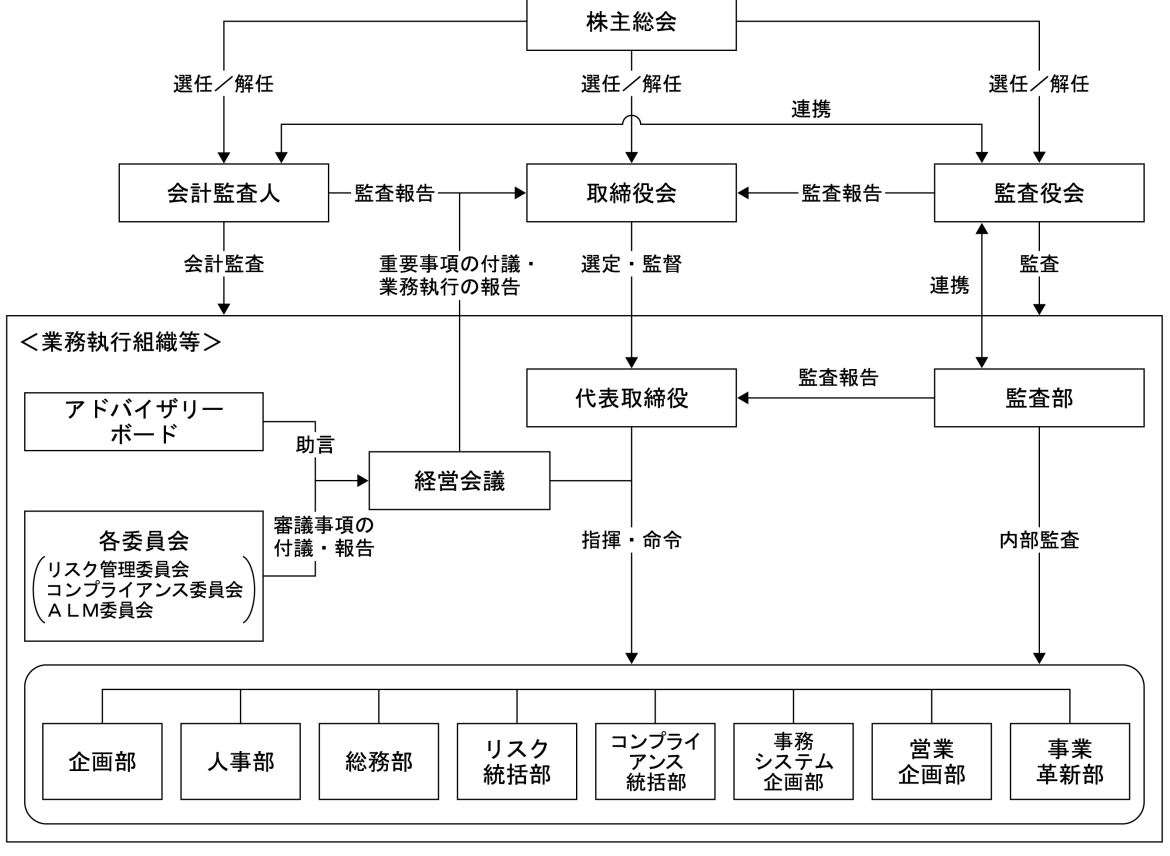 株主総会
選任／解任
選任／解任
選任／解任
連携
会計監査人
監査報告
取締役会
監査報告
監査役会
会計監査
重要事項の付議・
業務執行の報告
選定・監督
連携
監査
＜業務執行組織等＞
アドバイザリー
ボード
助言
経営会議
代表取締役
監査報告
監査部
各委員会
リスク管理委員会
コンプライアンス委員会
ＡＬＭ委員会
審議事項の
付議・報告
指揮・命令
内部監査
企画部
人事部
総務部
リスク
統括部
コンプライ
アンス
統括部
事務
システム
企画部
営業
企画部
事業
革新部